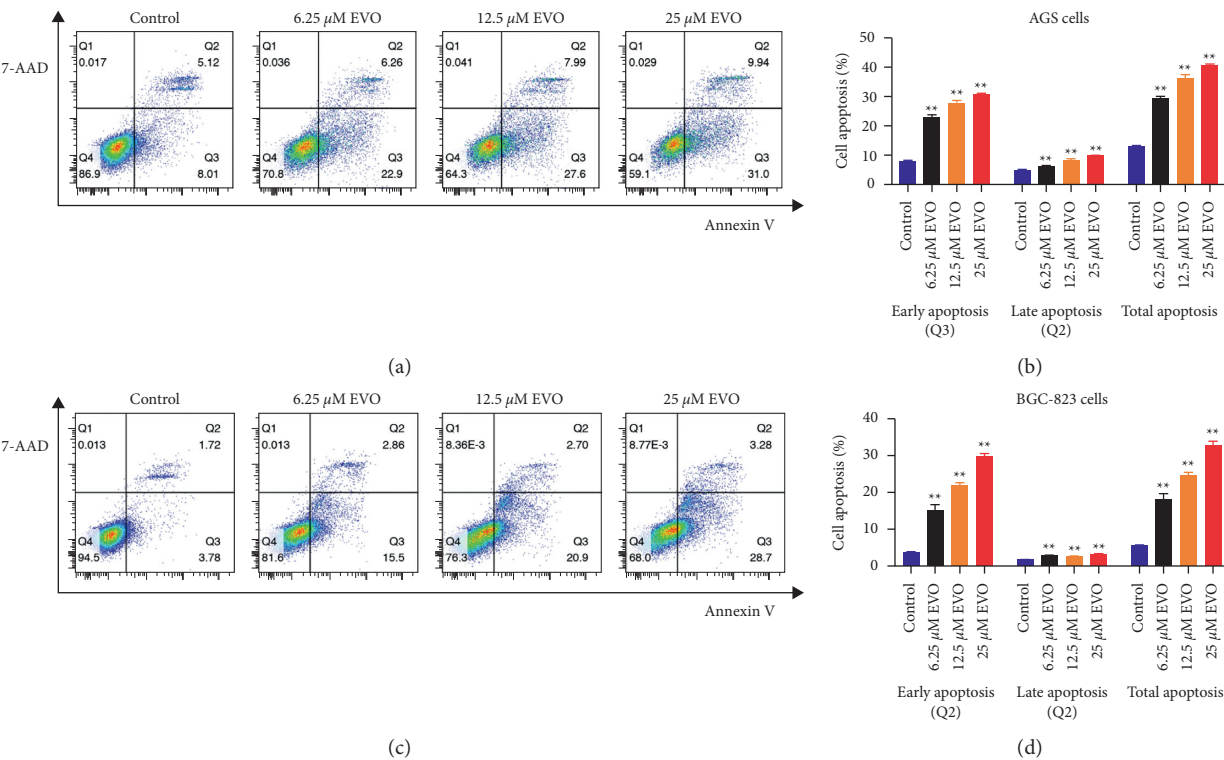 Control
6.25 μM EVO
12.5 μM EVO
25 μM EVO
7-AAD
Q1
0.017
Q2
5.12
Q4
86.9
Q3
8.01
Q1
0.036
Q2
6.26
Q4
70.8
Q3
22.9
Q1
0.041
Q2
7.99
Q4
64.3
Q3
27.6
Q1
0.029
Q2
9.94
Q4
59.1
Q3
31.0
Annexin V
(a)
AGS cells
Cell apoptosis (%)
50
40
30
20
10
0
** ** **
** ** **
** ** **
Control
6.25 μM EVO
12.5 μM EVO
25 μM EVO
Control
6.25 μM EVO
12.5 μM EVO
25 μM EVO
Control
6.25 μM EVO
12.5 μM EVO
25 μM EVO
Early apoptosis
(Q3)
Late apoptosis
(Q2)
Total apoptosis
(b)
Control
6.25 μM EVO
12.5 μM EVO
25 μM EVO
7-AAD
Q1
0.013
Q2
1.72
Q4
94.5
Q3
3.78
Q1
0.013
Q2
2.86
Q4
81.6
Q3
15.5
Q1
8.36E-3
Q2
2.70
Q4
76.3
Q3
20.9
Q1
8.77E-3
Q2
3.28
Q4
68.0
Q3
28.7
Annexin V
(c)
BGC-823 cells
Cell apoptosis (%)
40
30
20
10
0
** ** **
** ** **
** ** **
Control
6.25 μM EVO
12.5 μM EVO
25 μM EVO
Control
6.25 μM EVO
12.5 μM EVO
25 μM EVO
Control
6.25 μM EVO
12.5 μM EVO
25 μM EVO
Early apoptosis
(Q2)
Late apoptosis
(Q2)
Total apoptosis
(d)